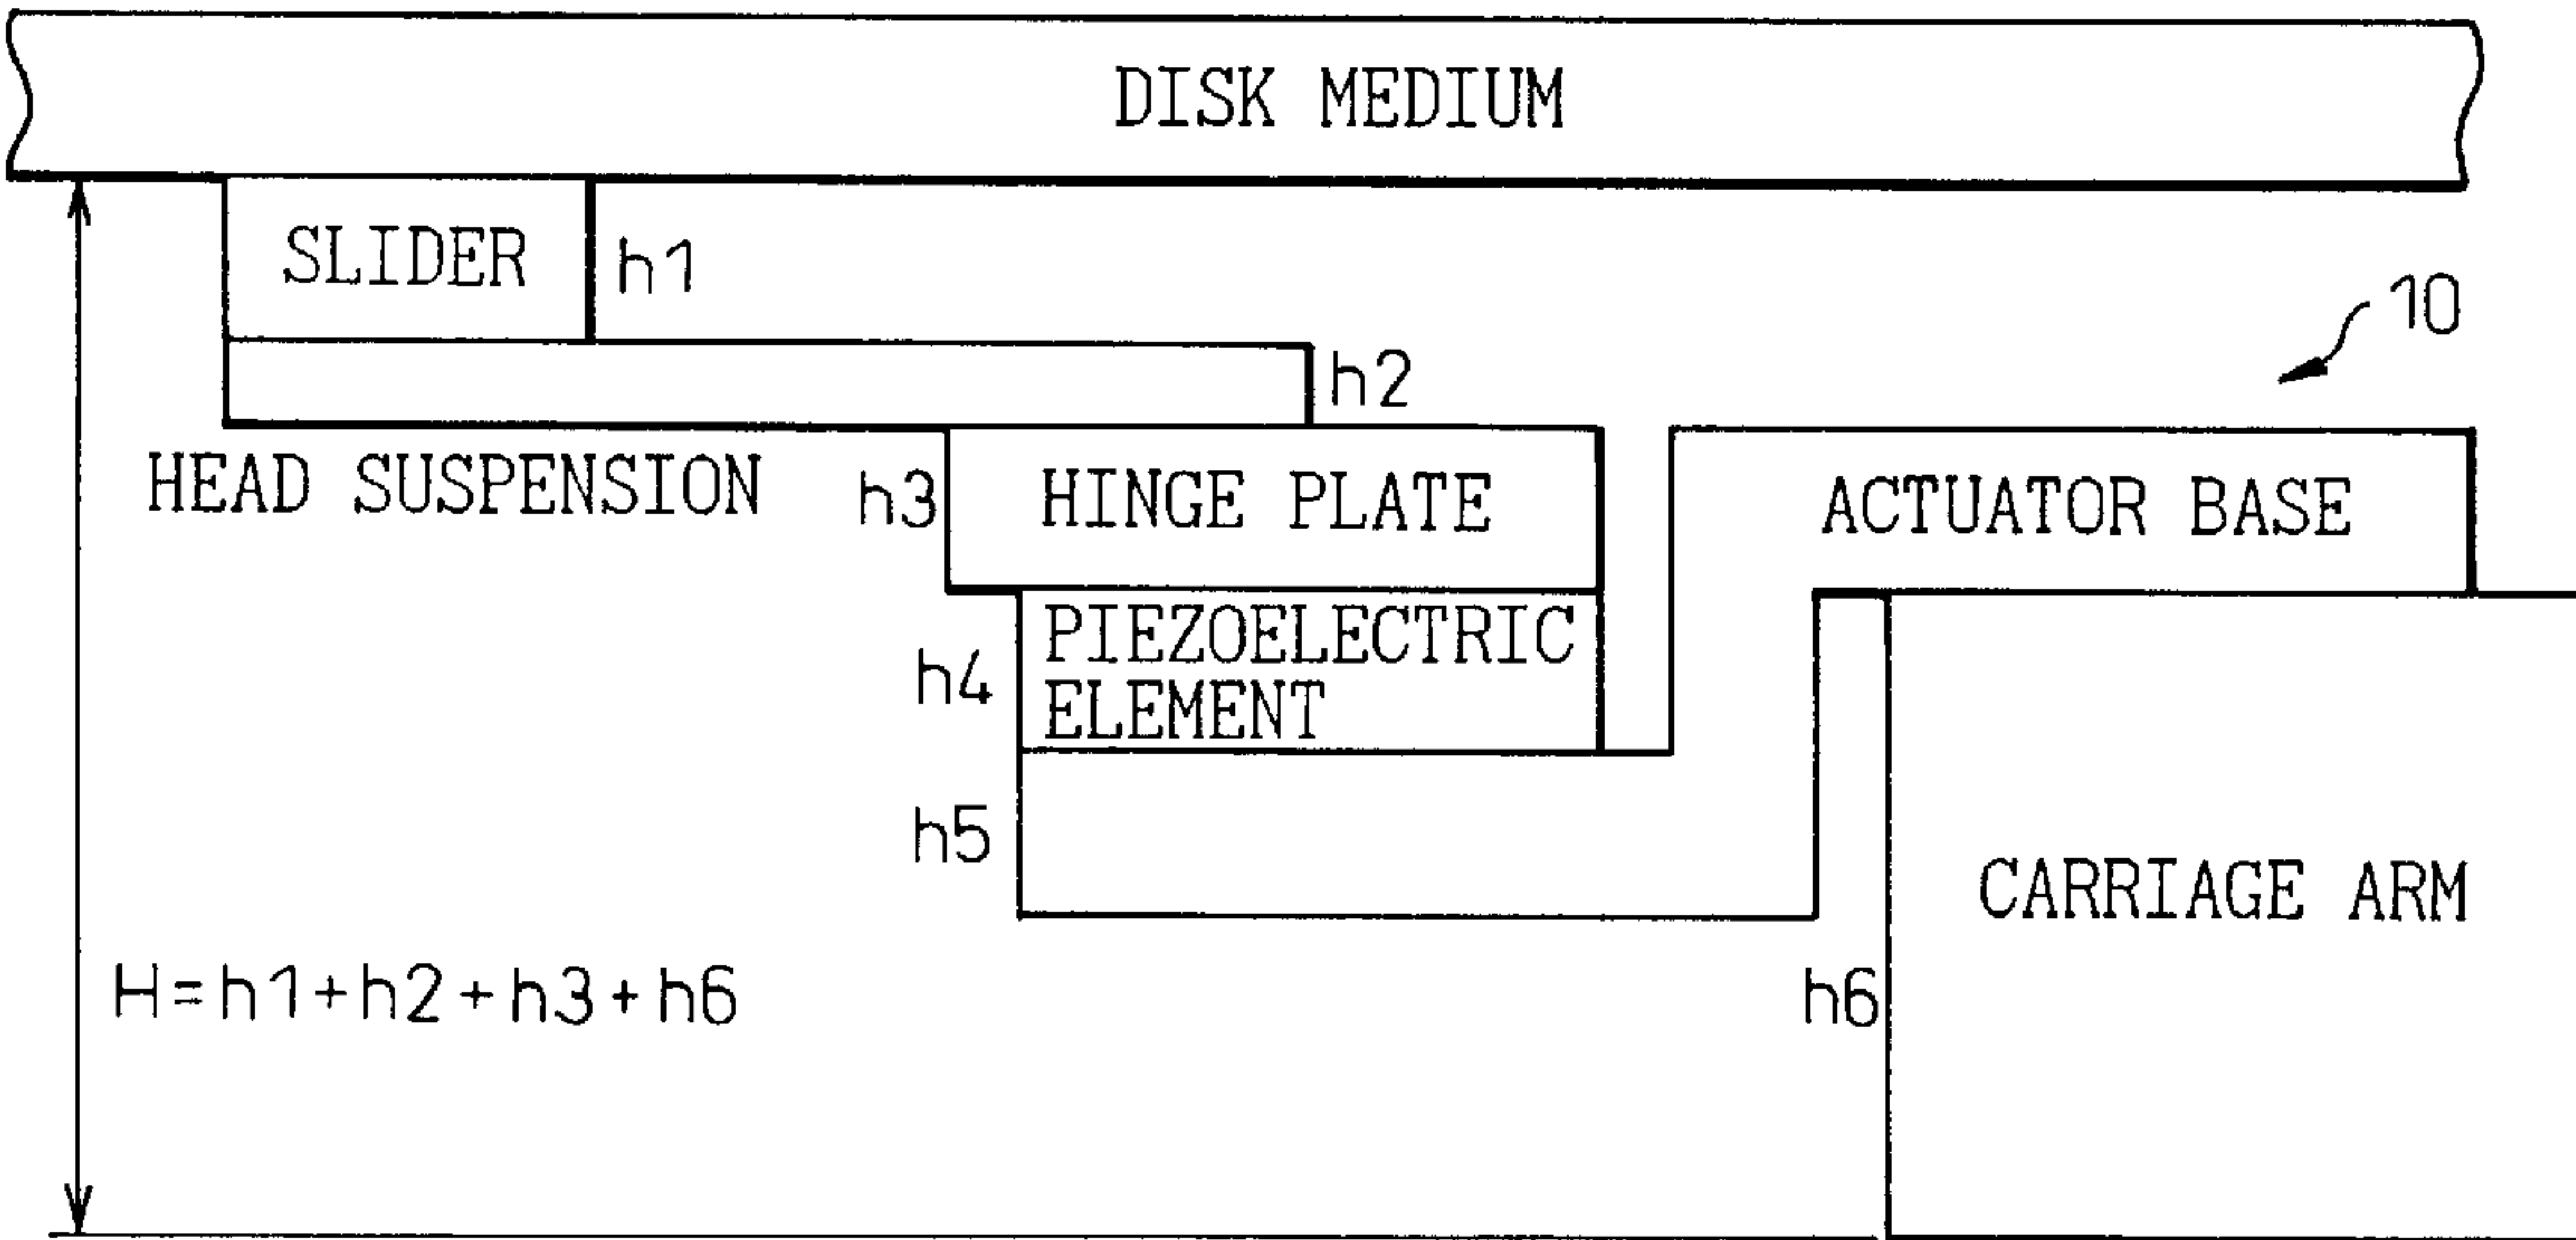 DISK MEDIUM
SLIDER
h1
10
h2
HEAD SUSPENSION
h3
HINGE PLATE
ACTUATOR BASE
h4
PIEZOELECTRIC
ELEMENT
h5
CARRIAGE ARM
H=h1+h2+h3+h6
h6